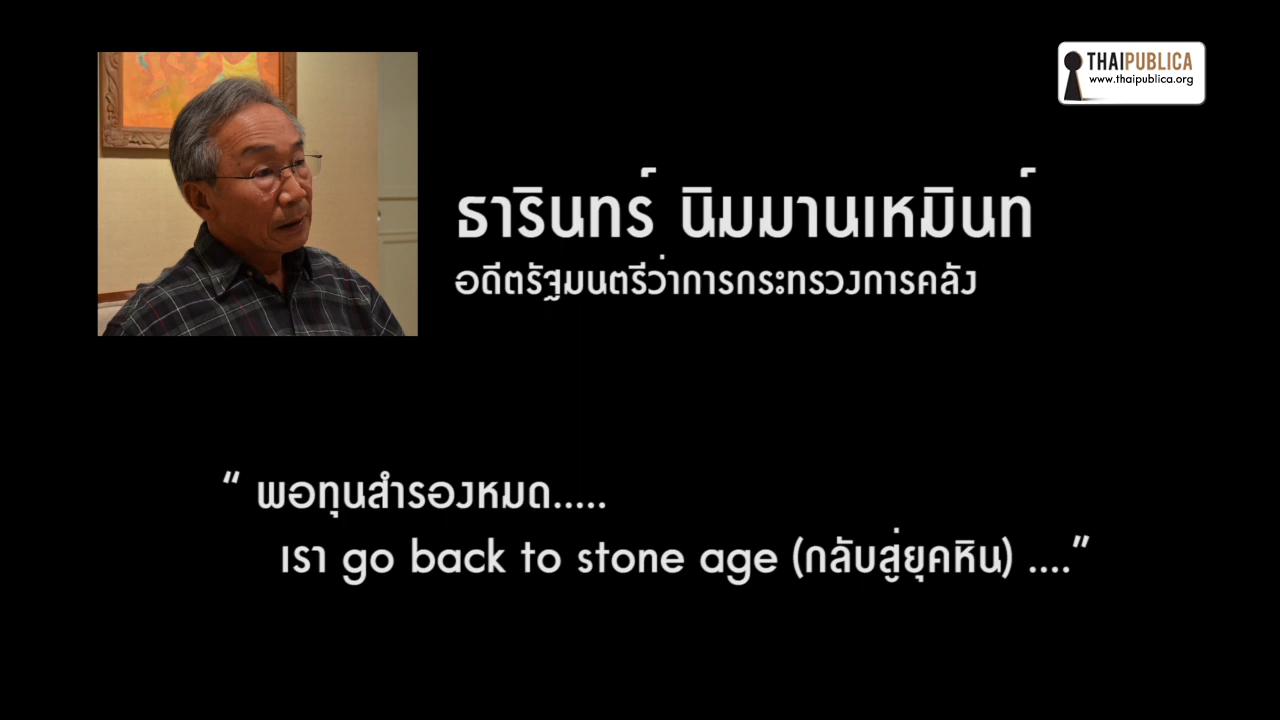 THAIPUBLICA
www.thaipublica.org
ธารินทร์ นิมมานเหมินท์
อดีตรัฐมนตรีว่าการกระทรวงการคลัง
“ พอทุนสำรองหมด.....
เรา go back to stone age (กลับสู่ยุคหิน) ....”